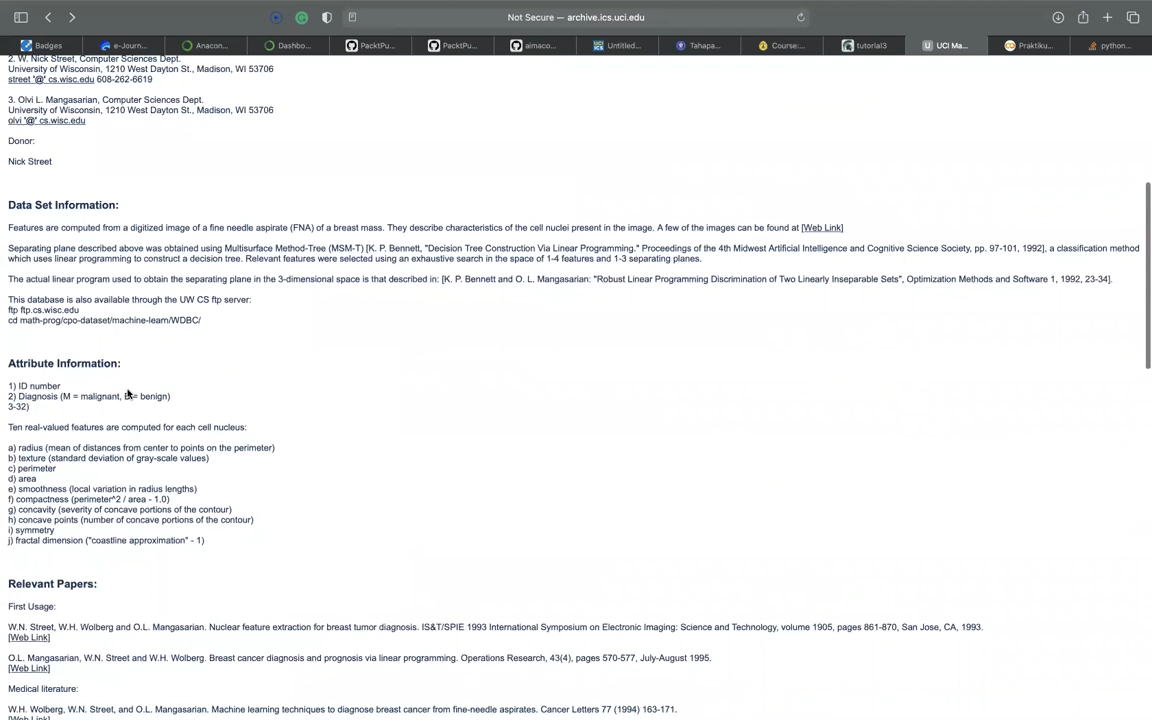 Not Secure — archive.ics.uci.edu
Badges
e-Journ...
Anacon...
Dashbo...
PacktPu...
PacktPu...
aimaco...
Untitled...
Tahapa...
Course:...
tutorial3
UCI Ma...
Praktiku...
python...
2. W. Nick Street, Computer Sciences Dept.
University of Wisconsin, 1210 West Dayton St., Madison, WI 53706
street '@' cs.wisc.edu 608-262-6619
3. Olvi L. Mangasarian, Computer Sciences Dept.
University of Wisconsin, 1210 West Dayton St., Madison, WI 53706
olvi '@' cs.wisc.edu
Donor:
Nick Street
Data Set Information:
Features are computed from a digitized image of a fine needle aspirate (FNA) of a breast mass. They describe characteristics of the cell nuclei present in the image. A few of the images can be found at [Web Link]
Separating plane described above was obtained using Multisurface Method-Tree (MSM-T) [K. P. Bennett, "Decision Tree Construction Via Linear Programming." Proceedings of the 4th Midwest Artificial Intelligence and Cognitive Science Society, pp. 97-101, 1992], a classification method
which uses linear programming to construct a decision tree. Relevant features were selected using an exhaustive search in the space of 1-4 features and 1-3 separating planes.
The actual linear program used to obtain the separating plane in the 3-dimensional space is that described in: [K. P. Bennett and O. L. Mangasarian: "Robust Linear Programming Discrimination of Two Linearly Inseparable Sets", Optimization Methods and Software 1, 1992, 23-34].
This database is also available through the UW CS ftp server:
ftp ftp.cs.wisc.edu
cd math-prog/cpo-dataset/machine-learn/WDBC/
Attribute Information:
1) ID number
2) Diagnosis (M = malignant, B = benign)
3-32)
Ten real-valued features are computed for each cell nucleus:
a) radius (mean of distances from center to points on the perimeter)
b) texture (standard deviation of gray-scale values)
c) perimeter
d) area
e) smoothness (local variation in radius lengths)
f) compactness (perimeter^2 / area - 1.0)
g) concavity (severity of concave portions of the contour)
h) concave points (number of concave portions of the contour)
i) symmetry
j) fractal dimension ("coastline approximation" - 1)
Relevant Papers:
First Usage:
W.N. Street, W.H. Wolberg and O.L. Mangasarian. Nuclear feature extraction for breast tumor diagnosis. IS&T/SPIE 1993 International Symposium on Electronic Imaging: Science and Technology, volume 1905, pages 861-870, San Jose, CA, 1993.
[Web Link]
O.L. Mangasarian, W.N. Street and W.H. Wolberg. Breast cancer diagnosis and prognosis via linear programming. Operations Research, 43(4), pages 570-577, July-August 1995.
[Web Link]
Medical literature:
W.H. Wolberg, W.N. Street, and O.L. Mangasarian. Machine learning techniques to diagnose breast cancer from fine-needle aspirates. Cancer Letters 77 (1994) 163-171.
[Web Link]